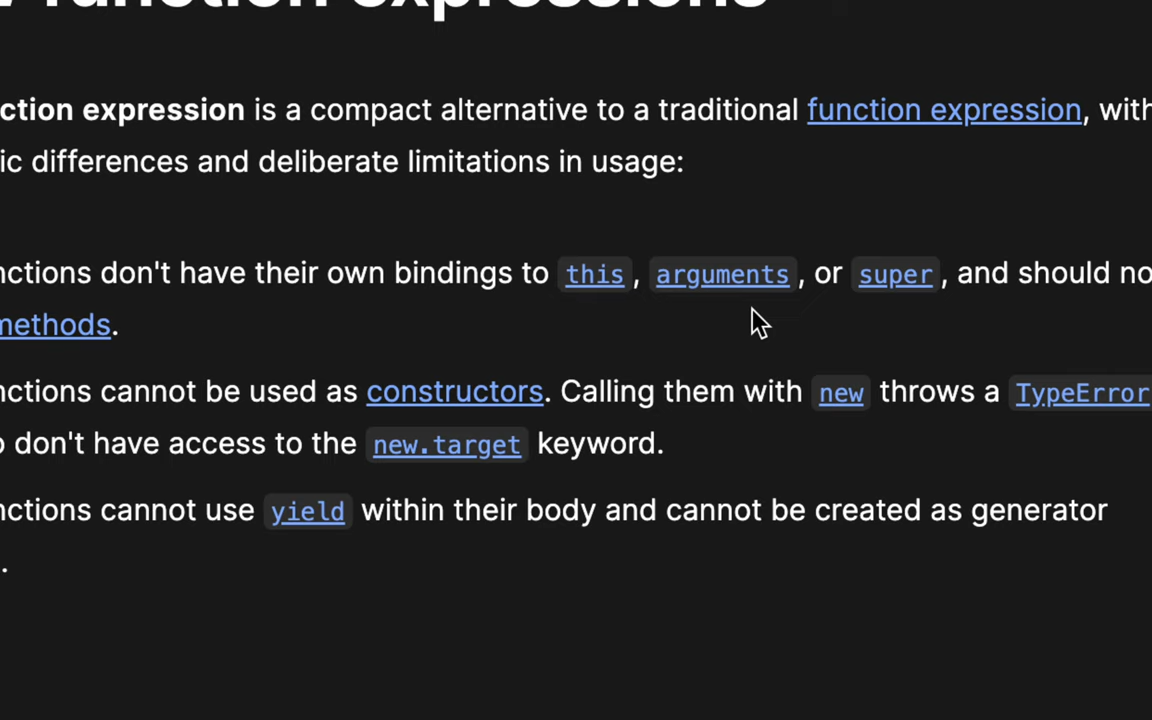 function expressions
ction expression is a compact alternative to a traditional function expression, with
ic differences and deliberate limitations in usage:
nctions don't have their own bindings to this, arguments, or super, and should no
methods.
nctions cannot be used as constructors. Calling them with new throws a TypeError
o don't have access to the new.target keyword.
nctions cannot use yield within their body and cannot be created as generator
.